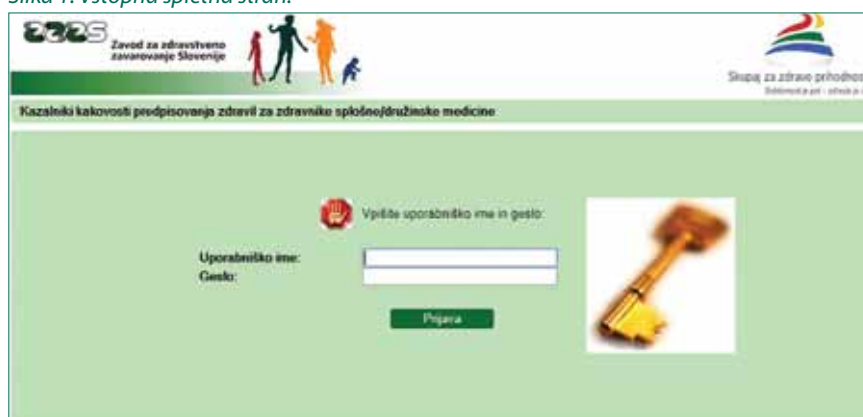 Slika 1: Vstopna spletna stran.
ZZZS
Zavod za zdravstveno
zavarovanje Slovenije
Skupaj za zdravo prihodnost
Kazalniki kakovosti predpisovanja zdravil za zdravnike splošne/družinske medicine
Vpišite uporabniško ime in geslo:
Uporabniško ime:
Geslo:
Prijava